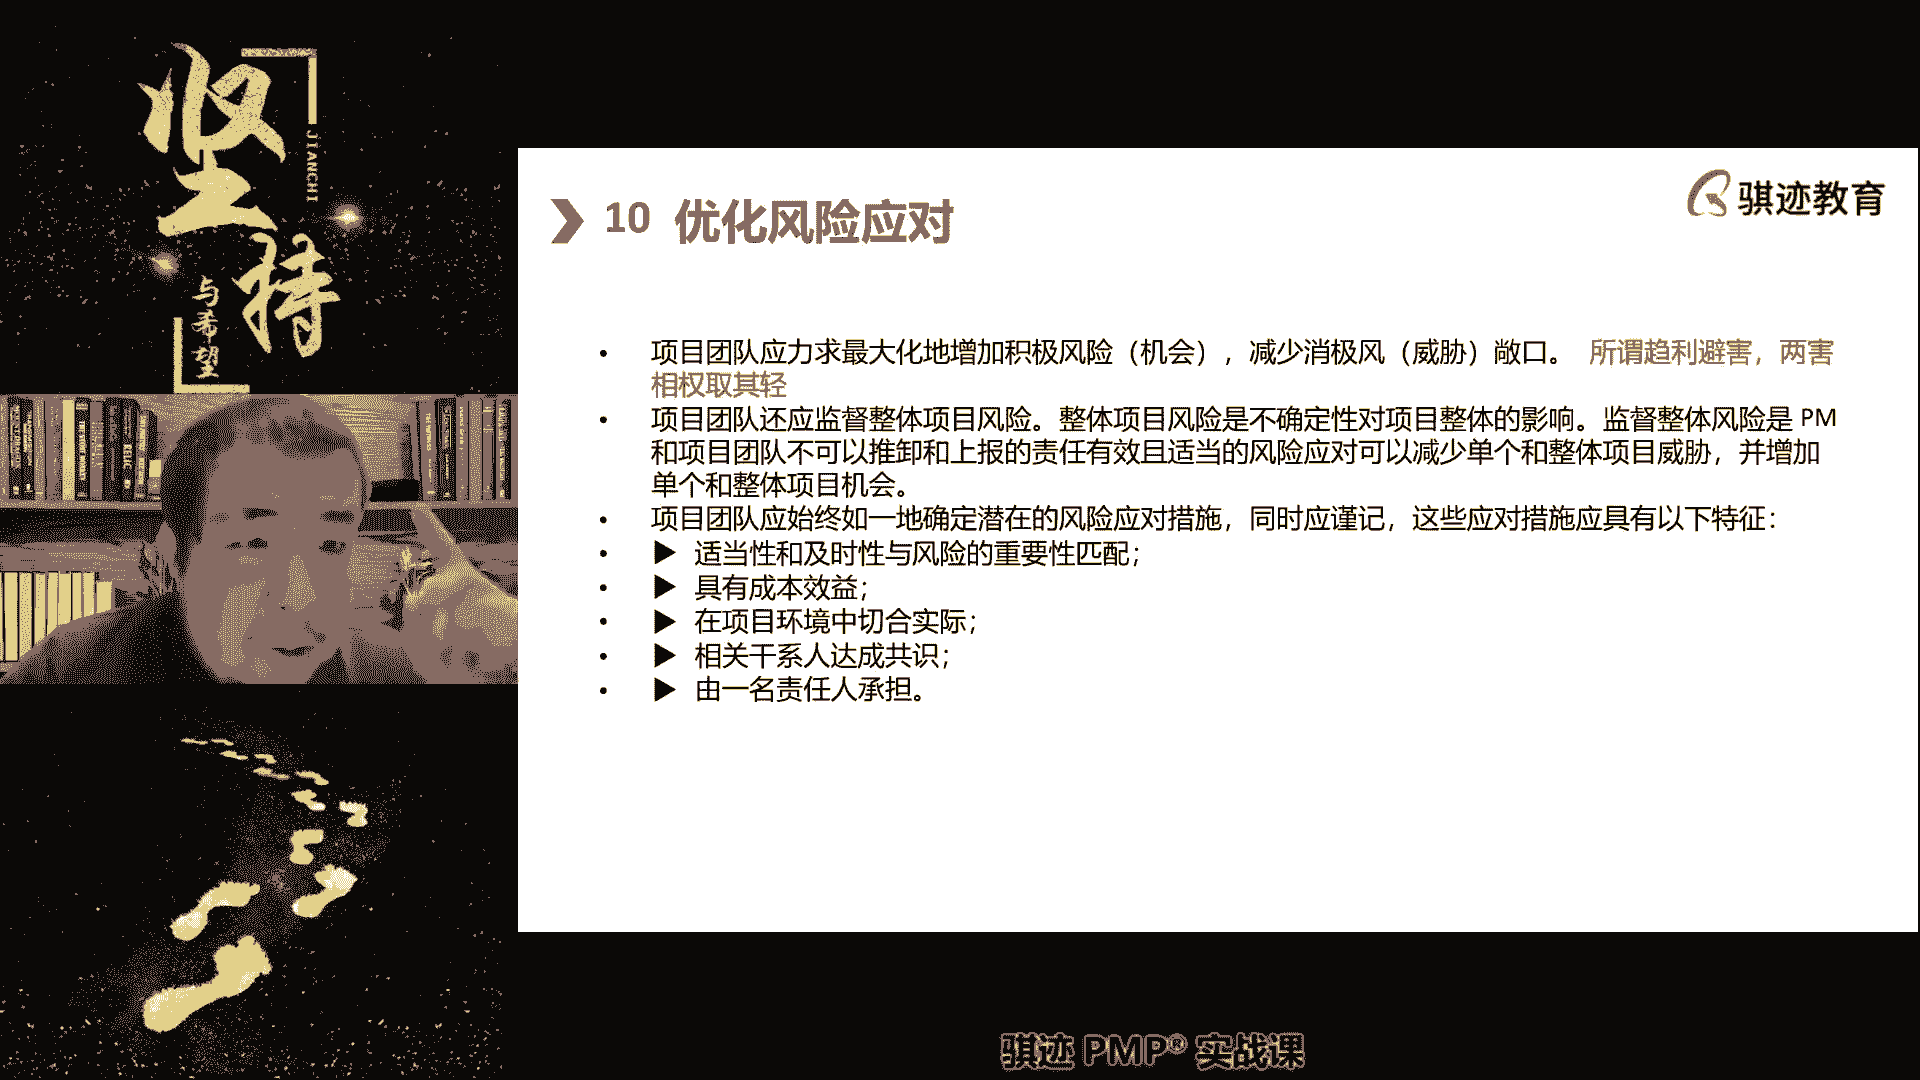 坚持
JIANCHI
与希望
骐迹教育
10 优化风险应对
• 项目团队应力求最大化地增加积极风险（机会），减少消极风（威胁）敞口。 所谓趋利避害，两害
相权取其轻
• 项目团队还应监督整体项目风险。整体项目风险是不确定性对项目整体的影响。监督整体风险是 PM
和项目团队不可以推卸和上报的责任有效且适当的风险应对可以减少单个和整体项目威胁，并增加
单个和整体项目机会。
• 项目团队应始终如一地确定潜在的风险应对措施，同时应谨记，这些应对措施应具有以下特征：
• ▶ 适当性和及时性与风险的重要性匹配；
• ▶ 具有成本效益；
• ▶ 在项目环境中切合实际；
• ▶ 相关干系人达成共识；
• ▶ 由一名责任人承担。
骐迹 PMP® 实战课